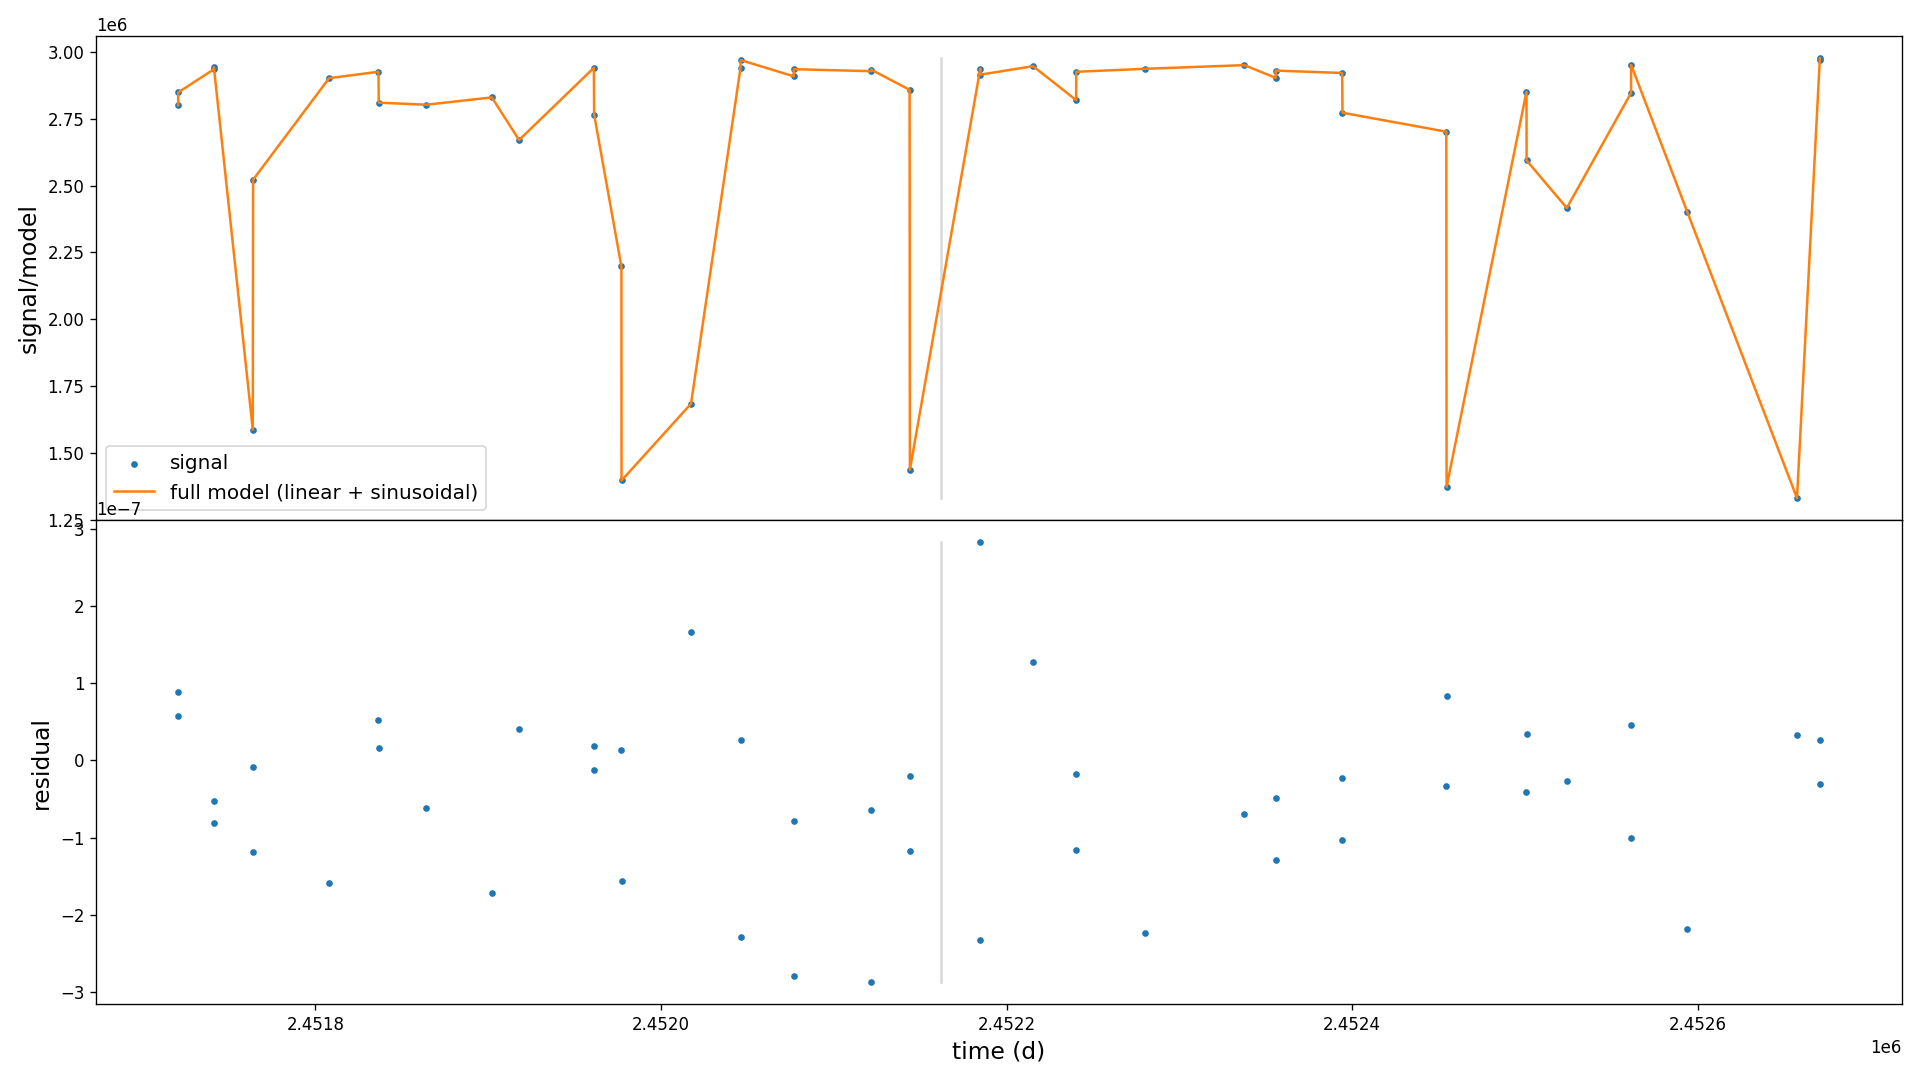 1e6
3.00
2.75
2.50
2.25
2.00
1.75
1.50
1.25
signal/model
signal
full model (linear + sinusoidal)
1e−7
3
2
1
0
−1
−2
−3
residual
2.4518
2.4520
2.4522
2.4524
2.4526
time (d)
1e6